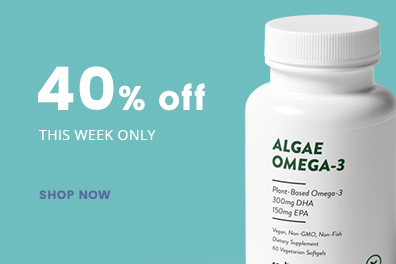 40% off
THIS WEEK ONLY
SHOP NOW
ALGAE
OMEGA-3
Plant-Based Omega-3
300mg DHA
150mg EPA
Vegan, Non-GMO, Non-Fish
Dietary Supplement
60 Vegetarian Softgels